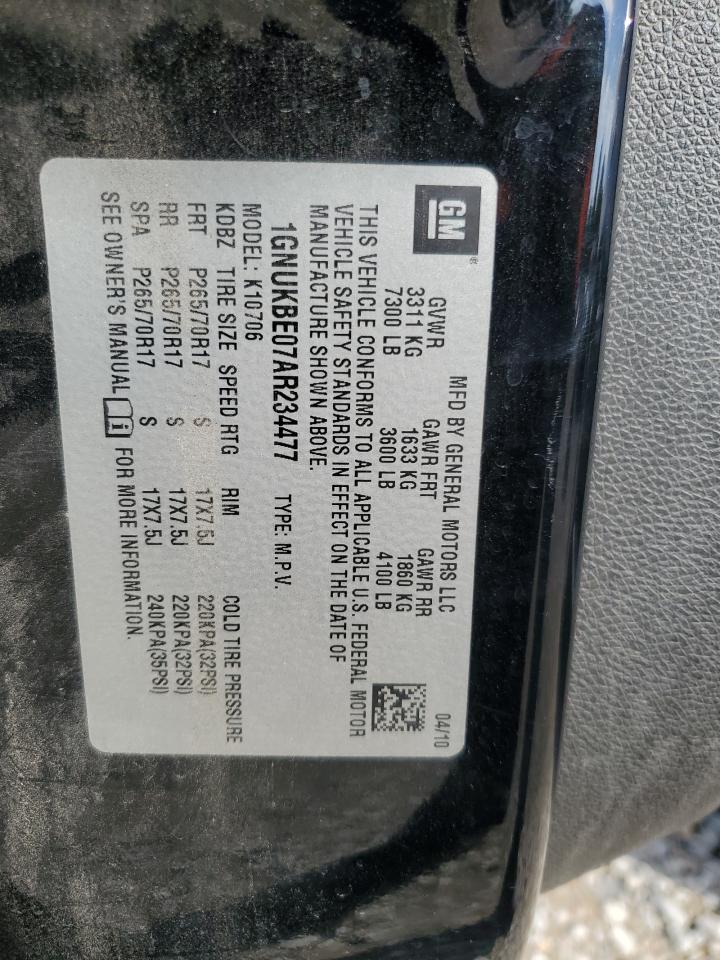 GM
MFD BY GENERAL MOTORS LLC 04/10
GVWR GAWR FRT GAWR RR
3311 KG 1633 KG 1860 KG
7300 LB 3600 LB 4100 LB
THIS VEHICLE CONFORMS TO ALL APPLICABLE U.S. FEDERAL MOTOR
VEHICLE SAFETY STANDARDS IN EFFECT ON THE DATE OF
MANUFACTURE SHOWN ABOVE.
1GNUKBE07AR234477 TYPE: M.P.V.
MODEL: K10706
KDBZ TIRE SIZE SPEED RTG RIM COLD TIRE PRESSURE
FRT P265/70R17 S 17X7.5J 220KPA(32PSI)
RR P265/70R17 S 17X7.5J 220KPA(32PSI)
SPA P265/70R17 S 17X7.5J 240KPA(35PSI)
SEE OWNER'S MANUAL i FOR MORE INFORMATION.